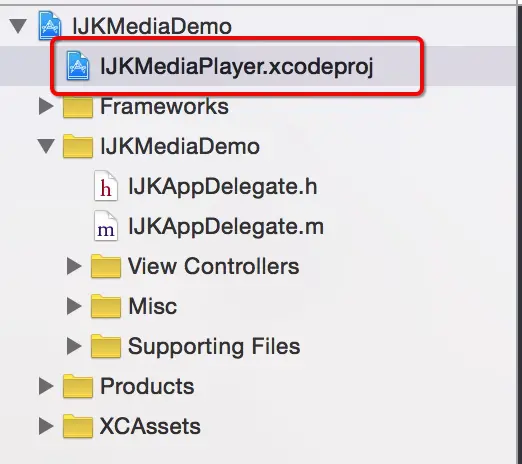 IJKMediaDemo
IJKMediaPlayer.xcodeproj
Frameworks
IJKMediaDemo
h IJKAppDelegate.h
m IJKAppDelegate.m
View Controllers
Misc
Supporting Files
Products
XCAssets